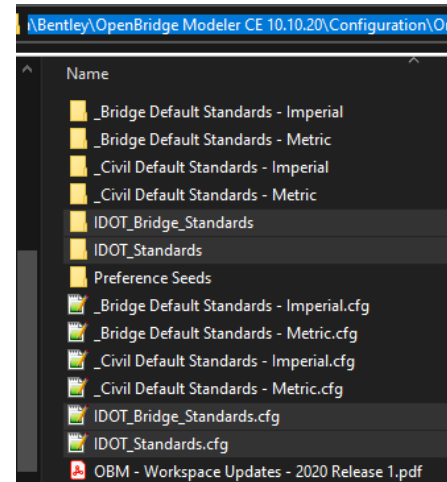 \Bentley\OpenBridge Modeler CE 10.10.20\Configuration\
Name
_Bridge Default Standards - Imperial
_Bridge Default Standards - Metric
_Civil Default Standards - Imperial
_Civil Default Standards - Metric
IDOT_Bridge_Standards
IDOT_Standards
Preference Seeds
_Bridge Default Standards - Imperial.cfg
_Bridge Default Standards - Metric.cfg
_Civil Default Standards - Imperial.cfg
_Civil Default Standards - Metric.cfg
IDOT_Bridge_Standards.cfg
IDOT_Standards.cfg
OBM - Workspace Updates - 2020 Release 1.pdf